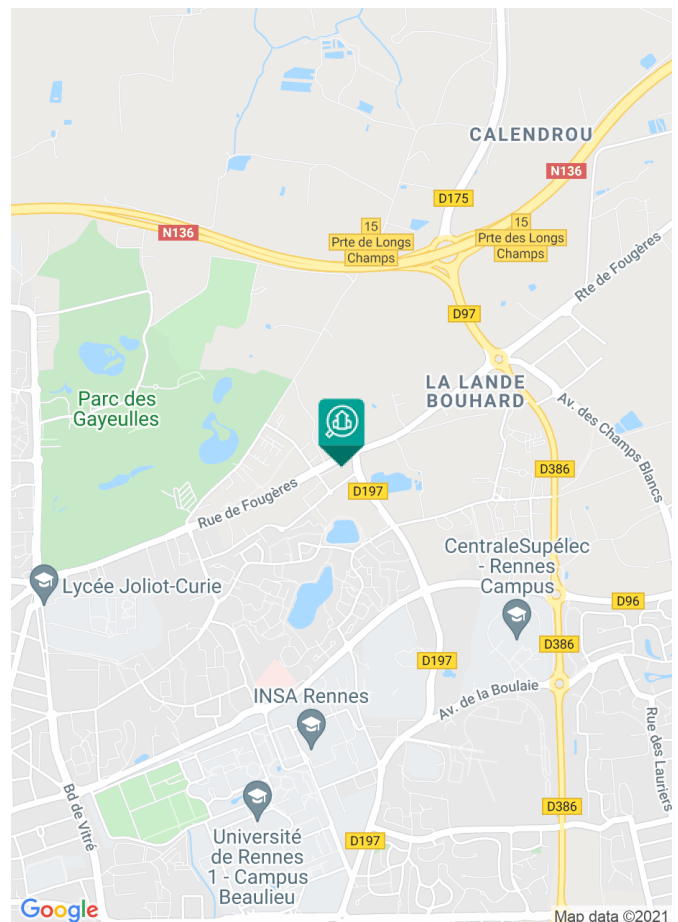 CALENDROU
N136
D175
15
Prte de Longs
Champs
15
Prte des Longs
Champs
N136
Rte de Fougères
D97
LA LANDE
BOUHARD
Parc des
Gayeulles
Av. des Champs Blancs
D386
D197
Rue de Fougères
CentraleSupélec
- Rennes
Campus
Lycée Joliot-Curie
D96
D386
D197
INSA Rennes
Av. de la Boulaie
Rue des Lauriers
Bd de Vitré
D386
Université
de Rennes
1 - Campus
Beaulieu
D197
Google
Map data ©2021